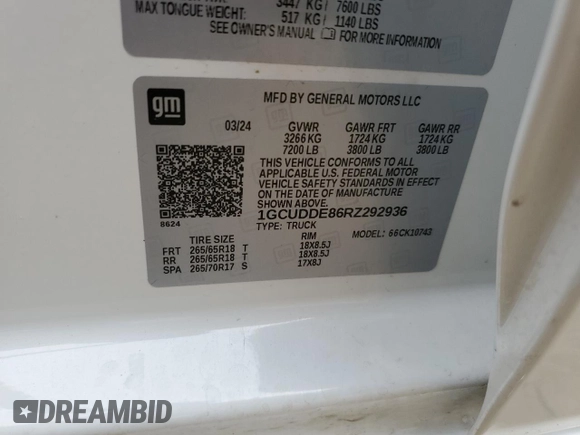 3447 KG / 7600 LBS
MAX TONGUE WEIGHT: 517 KG / 1140 LBS
SEE OWNER'S MANUAL FOR MORE INFORMATION
gm
MFD BY GENERAL MOTORS LLC
03/24 GVWR GAWR FRT GAWR RR
3266 KG 1724 KG 1724 KG
7200 LB 3800 LB 3800 LB
THIS VEHICLE CONFORMS TO ALL
APPLICABLE U.S. FEDERAL MOTOR
VEHICLE SAFETY STANDARDS IN EFFECT
ON THE DATE OF MANUFACTURE
SHOWN ABOVE.
1GCUDDE86RZ292936
TYPE: TRUCK MODEL: 66CK10743
8624
TIRE SIZE RIM
FRT 265/65R18 T 18X8.5J
RR 265/65R18 T 18X8.5J
SPA 265/70R17 S 17X8J
DREAMBID